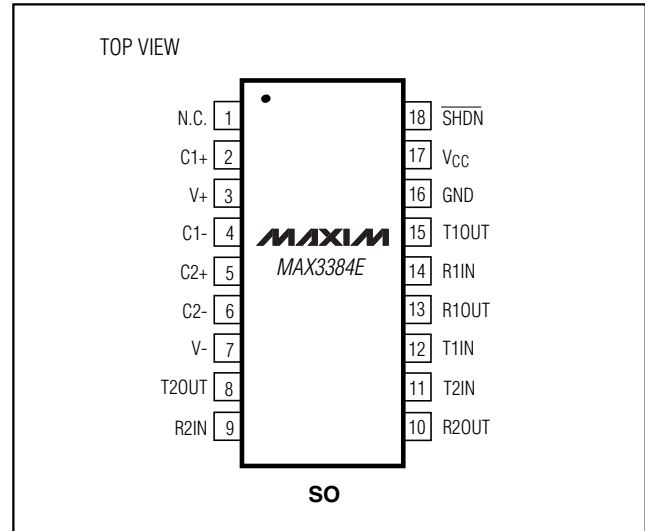 TOP VIEW
N.C. 1 18 SHDN
C1+ 2 17 VCC
V+ 3 16 GND
C1- 4 15 T1OUT
MAXIM
C2+ 5 MAX3384E 14 R1IN
C2- 6 13 R1OUT
V- 7 12 T1IN
T2OUT 8 11 T2IN
R2IN 9 10 R2OUT
SO